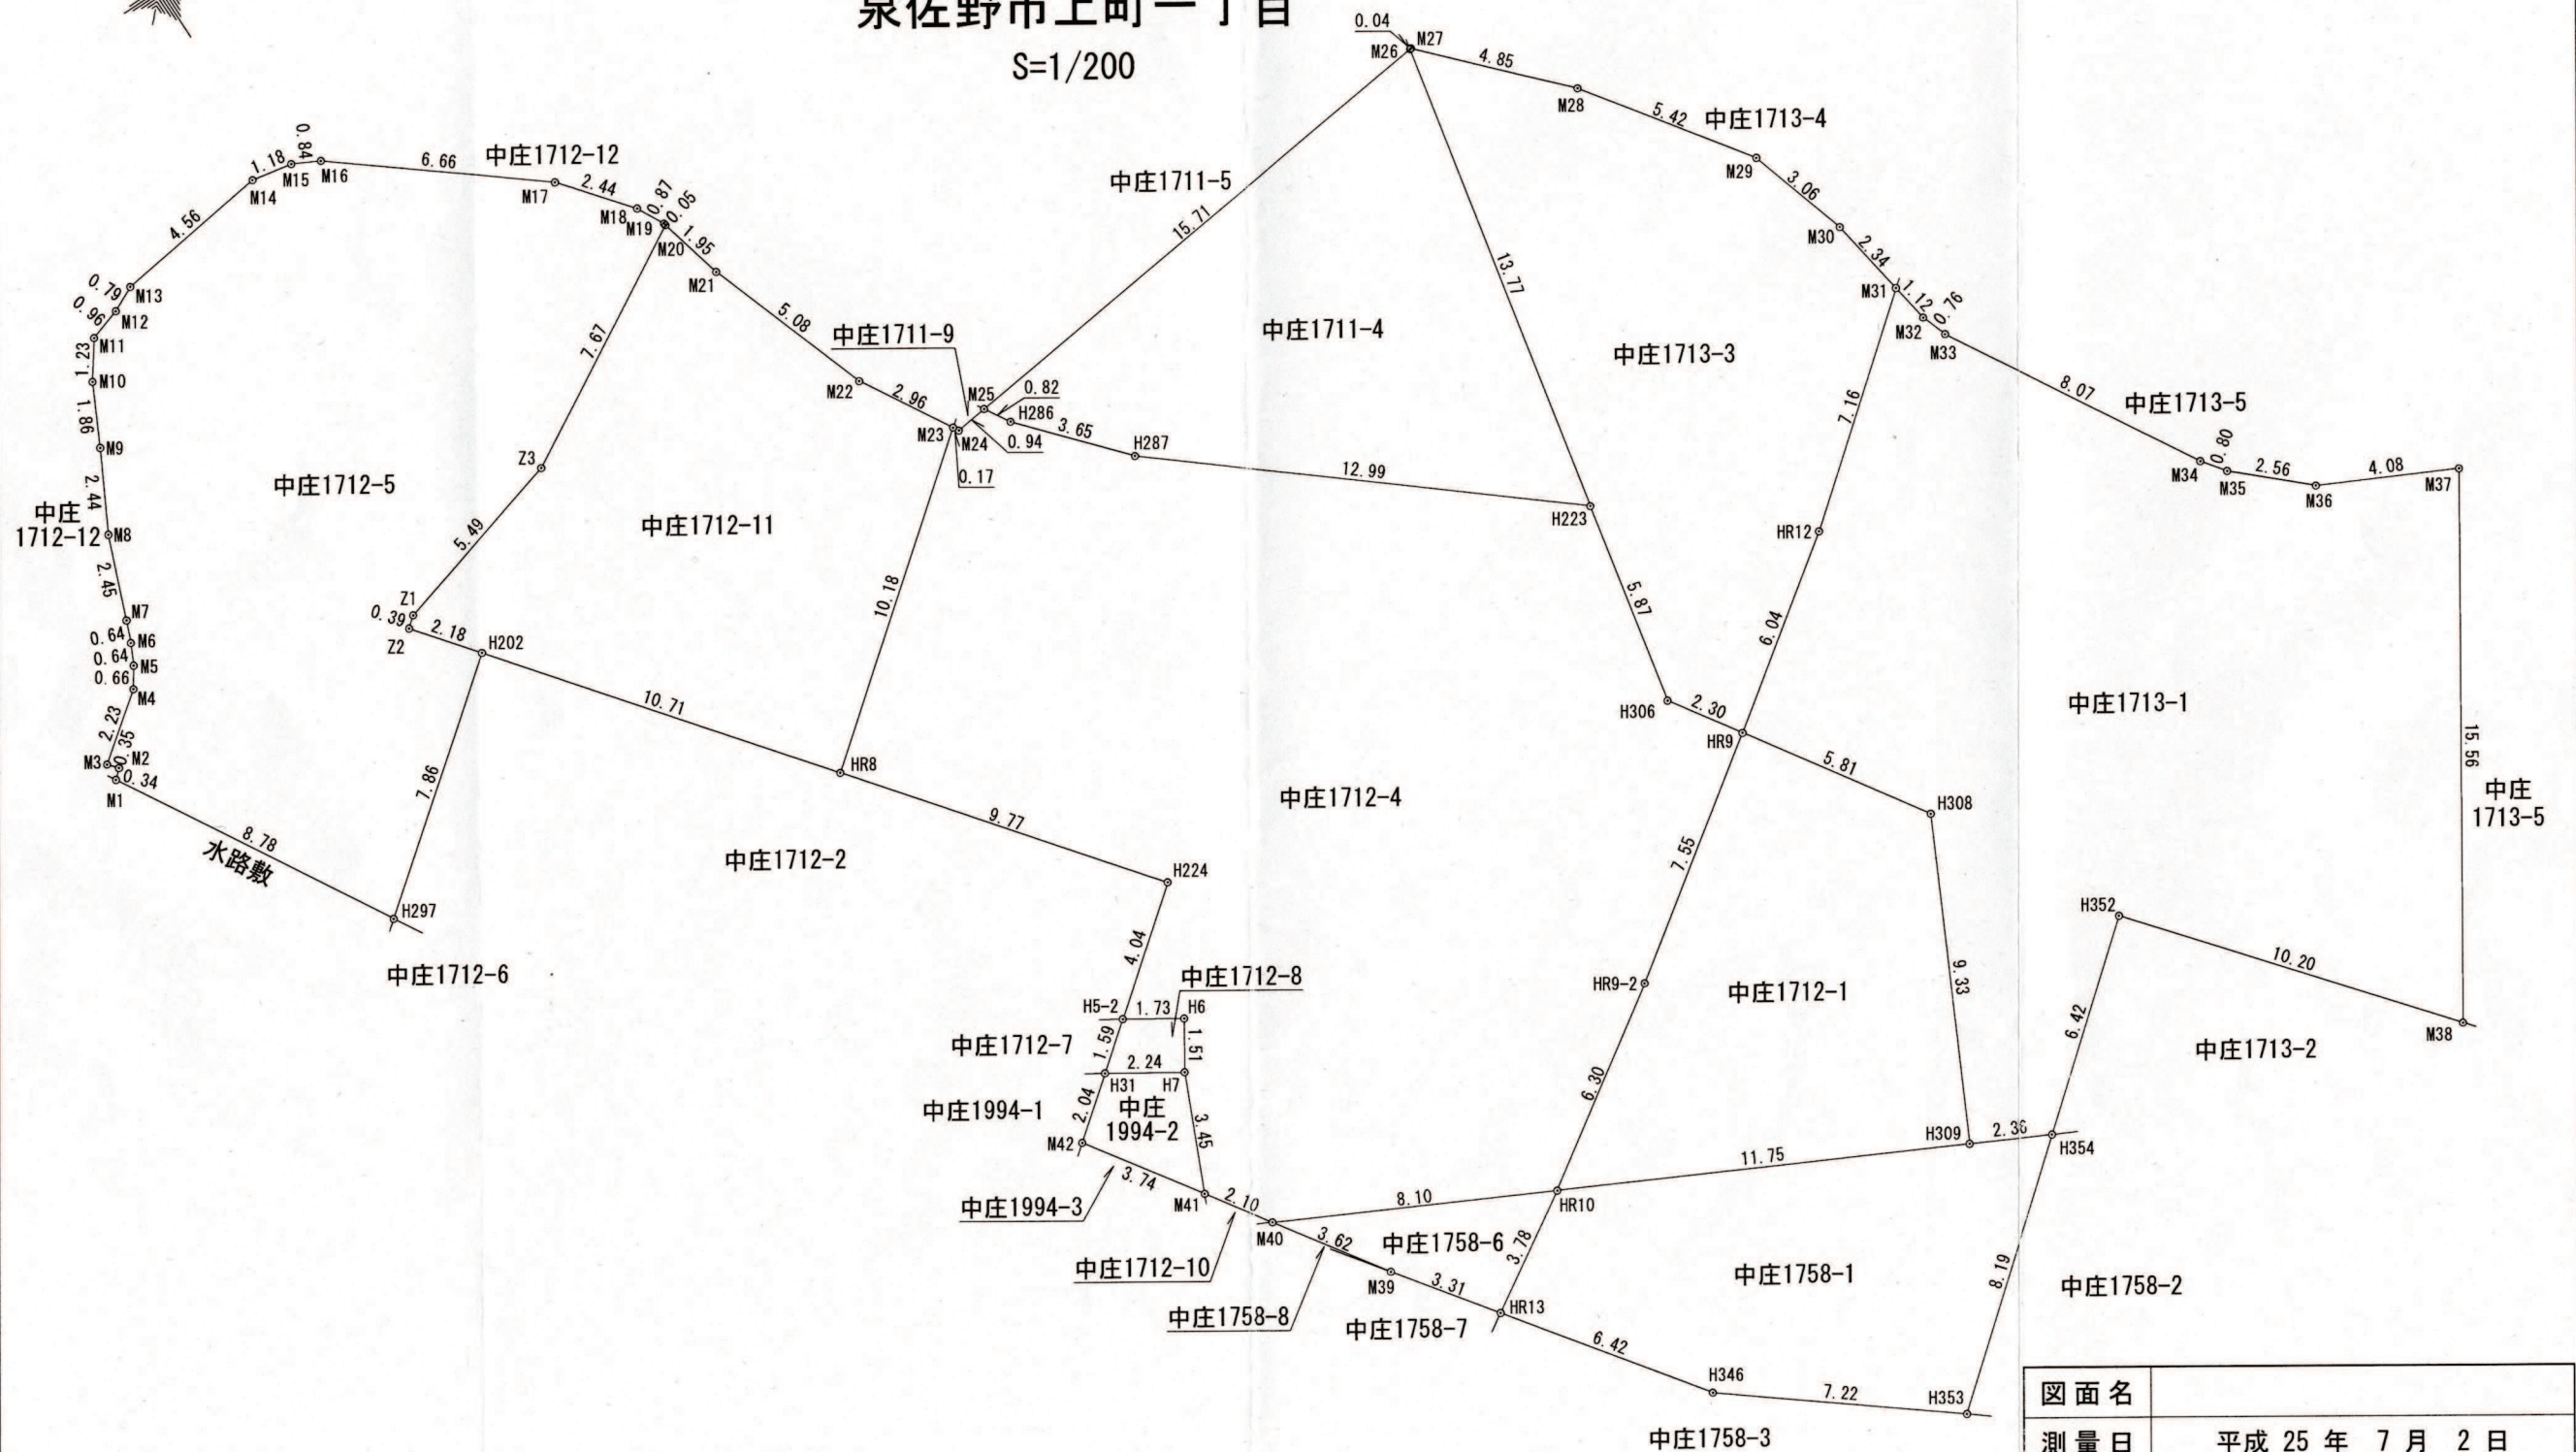 泉佐野市上町一丁目
S=1/200
0.04
M27
M26
4.85
M28
5.42
中庄1713-4
M29
3.06
M30
2.34
M31
1.12
0.76
M32
M33
8.07
中庄1713-5
M34
0.80
M35
2.56
M36
4.08
M37
0.84
1.18
M14
M15
M16
6.66
中庄1712-12
M17
2.44
M18
0.87
0.05
M19
M20
1.95
M21
5.08
中庄1711-9
M22
2.96
M23
M24
M25
0.82
H286
0.94
0.17
3.65
H287
12.99
H223
中庄1711-5
15.71
中庄1711-4
13.77
中庄1713-3
7.16
HR12
4.56
0.79
M13
0.96
M12
M11
1.23
M10
1.86
M9
2.44
中庄
1712-12
M8
2.45
M7
0.64
M6
0.64
M5
0.66
M4
2.23
0.35
M3
M2
0.34
M1
8.78
水路敷
中庄1712-5
7.67
Z3
5.49
Z1
0.39
Z2
2.18
H202
中庄1712-11
10.18
10.71
HR8
7.86
H297
中庄1712-6
中庄1712-2
9.77
H224
中庄1712-4
5.87
H306
2.30
6.04
HR9
5.81
H308
中庄1713-1
15.56
中庄
1713-5
7.55
HR9-2
中庄1712-1
9.33
H352
10.20
M38
6.42
中庄1713-2
4.04
中庄1712-8
H5-2
1.73
H6
中庄1712-7
1.59
1.51
2.24
H31
H7
中庄1994-1
2.04
中庄
1994-2
3.45
M42
3.74
中庄1994-3
M41
2.10
中庄1712-10
M40
8.10
6.30
HR10
11.75
H309
2.36
H354
3.62
中庄1758-6
3.78
中庄1758-8
M39
3.31
HR13
中庄1758-7
中庄1758-1
8.19
中庄1758-2
6.42
H346
7.22
H353
中庄1758-3
図面名
測量日 平成 25 年 7 月 2 日